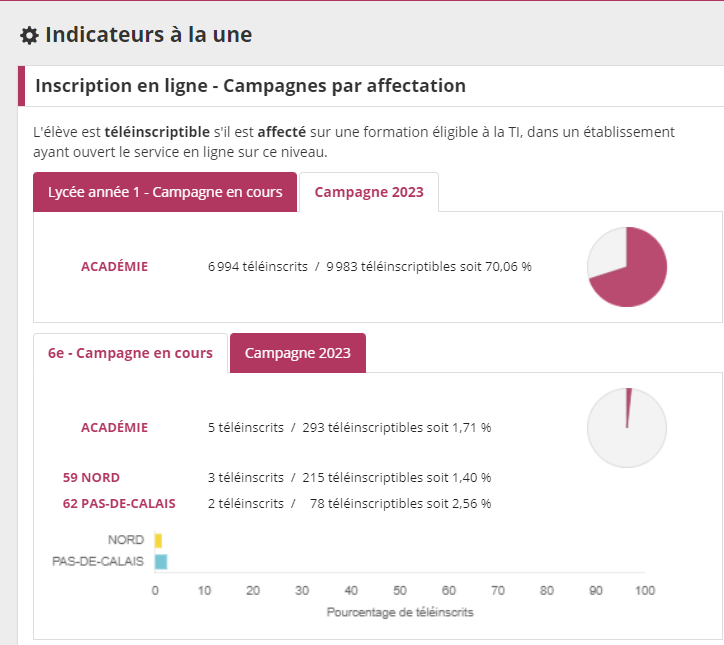 Indicateurs à la une
Inscription en ligne - Campagnes par affectation
L'élève est téléinscriptible s'il est affecté sur une formation éligible à la TI, dans un établissement
ayant ouvert le service en ligne sur ce niveau.
Lycée année 1 - Campagne en cours Campagne 2023
ACADÉMIE 6 994 téléinscrits / 9 983 téléinscriptibles soit 70,06 %
6e - Campagne en cours Campagne 2023
ACADÉMIE 5 téléinscrits / 293 téléinscriptibles soit 1,71 %
59 NORD 3 téléinscrits / 215 téléinscriptibles soit 1,40 %
62 PAS-DE-CALAIS 2 téléinscrits / 78 téléinscriptibles soit 2,56 %
NORD
PAS-DE-CALAIS
0 10 20 30 40 50 60 70 80 90 100
Pourcentage de téléinscrits